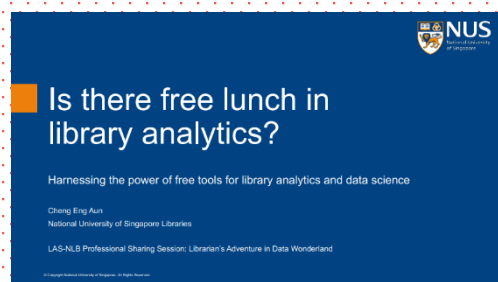 NUS
National University
of Singapore
Is there free lunch in
library analytics?
Harnessing the power of free tools for library analytics and data science
Cheng Eng Aun
National University of Singapore Libraries
LAS-NLB Professional Sharing Session: Librarian's Adventure in Data Wonderland
© Copyright National University of Singapore. All Rights Reserved.